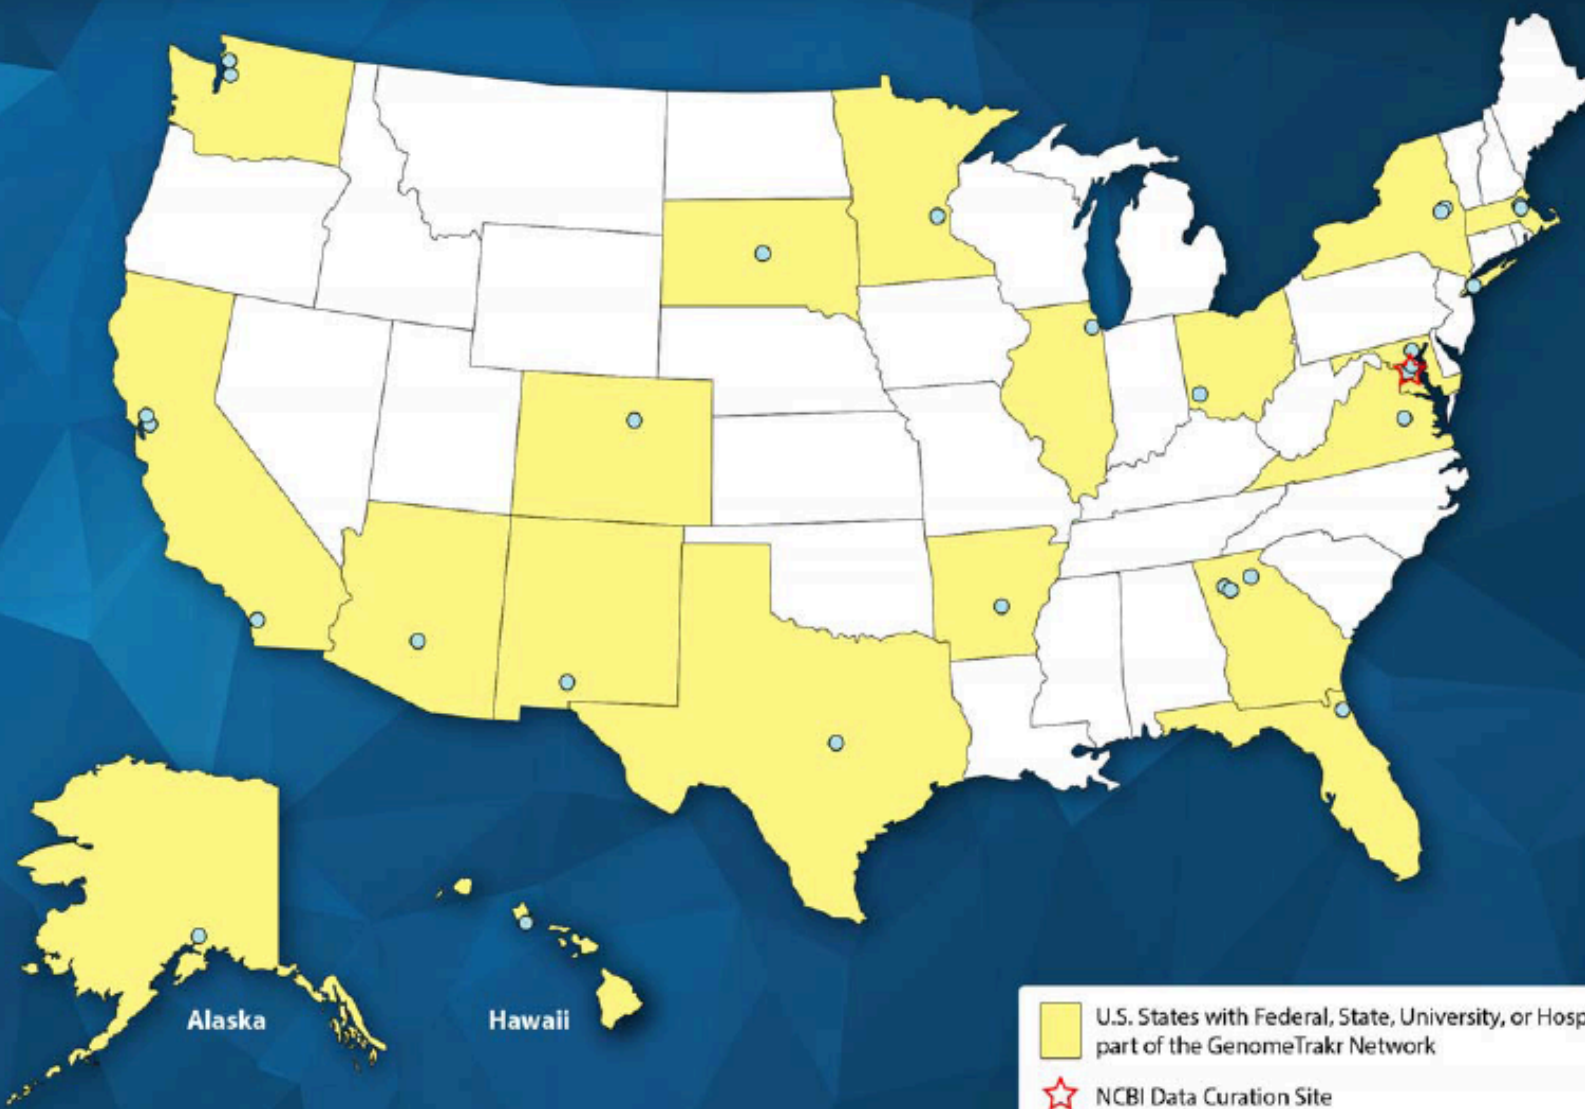 Alaska
Hawaii
U.S. States with Federal, State, University, or Hosp
part of the GenomeTrakr Network
NCBI Data Curation Site